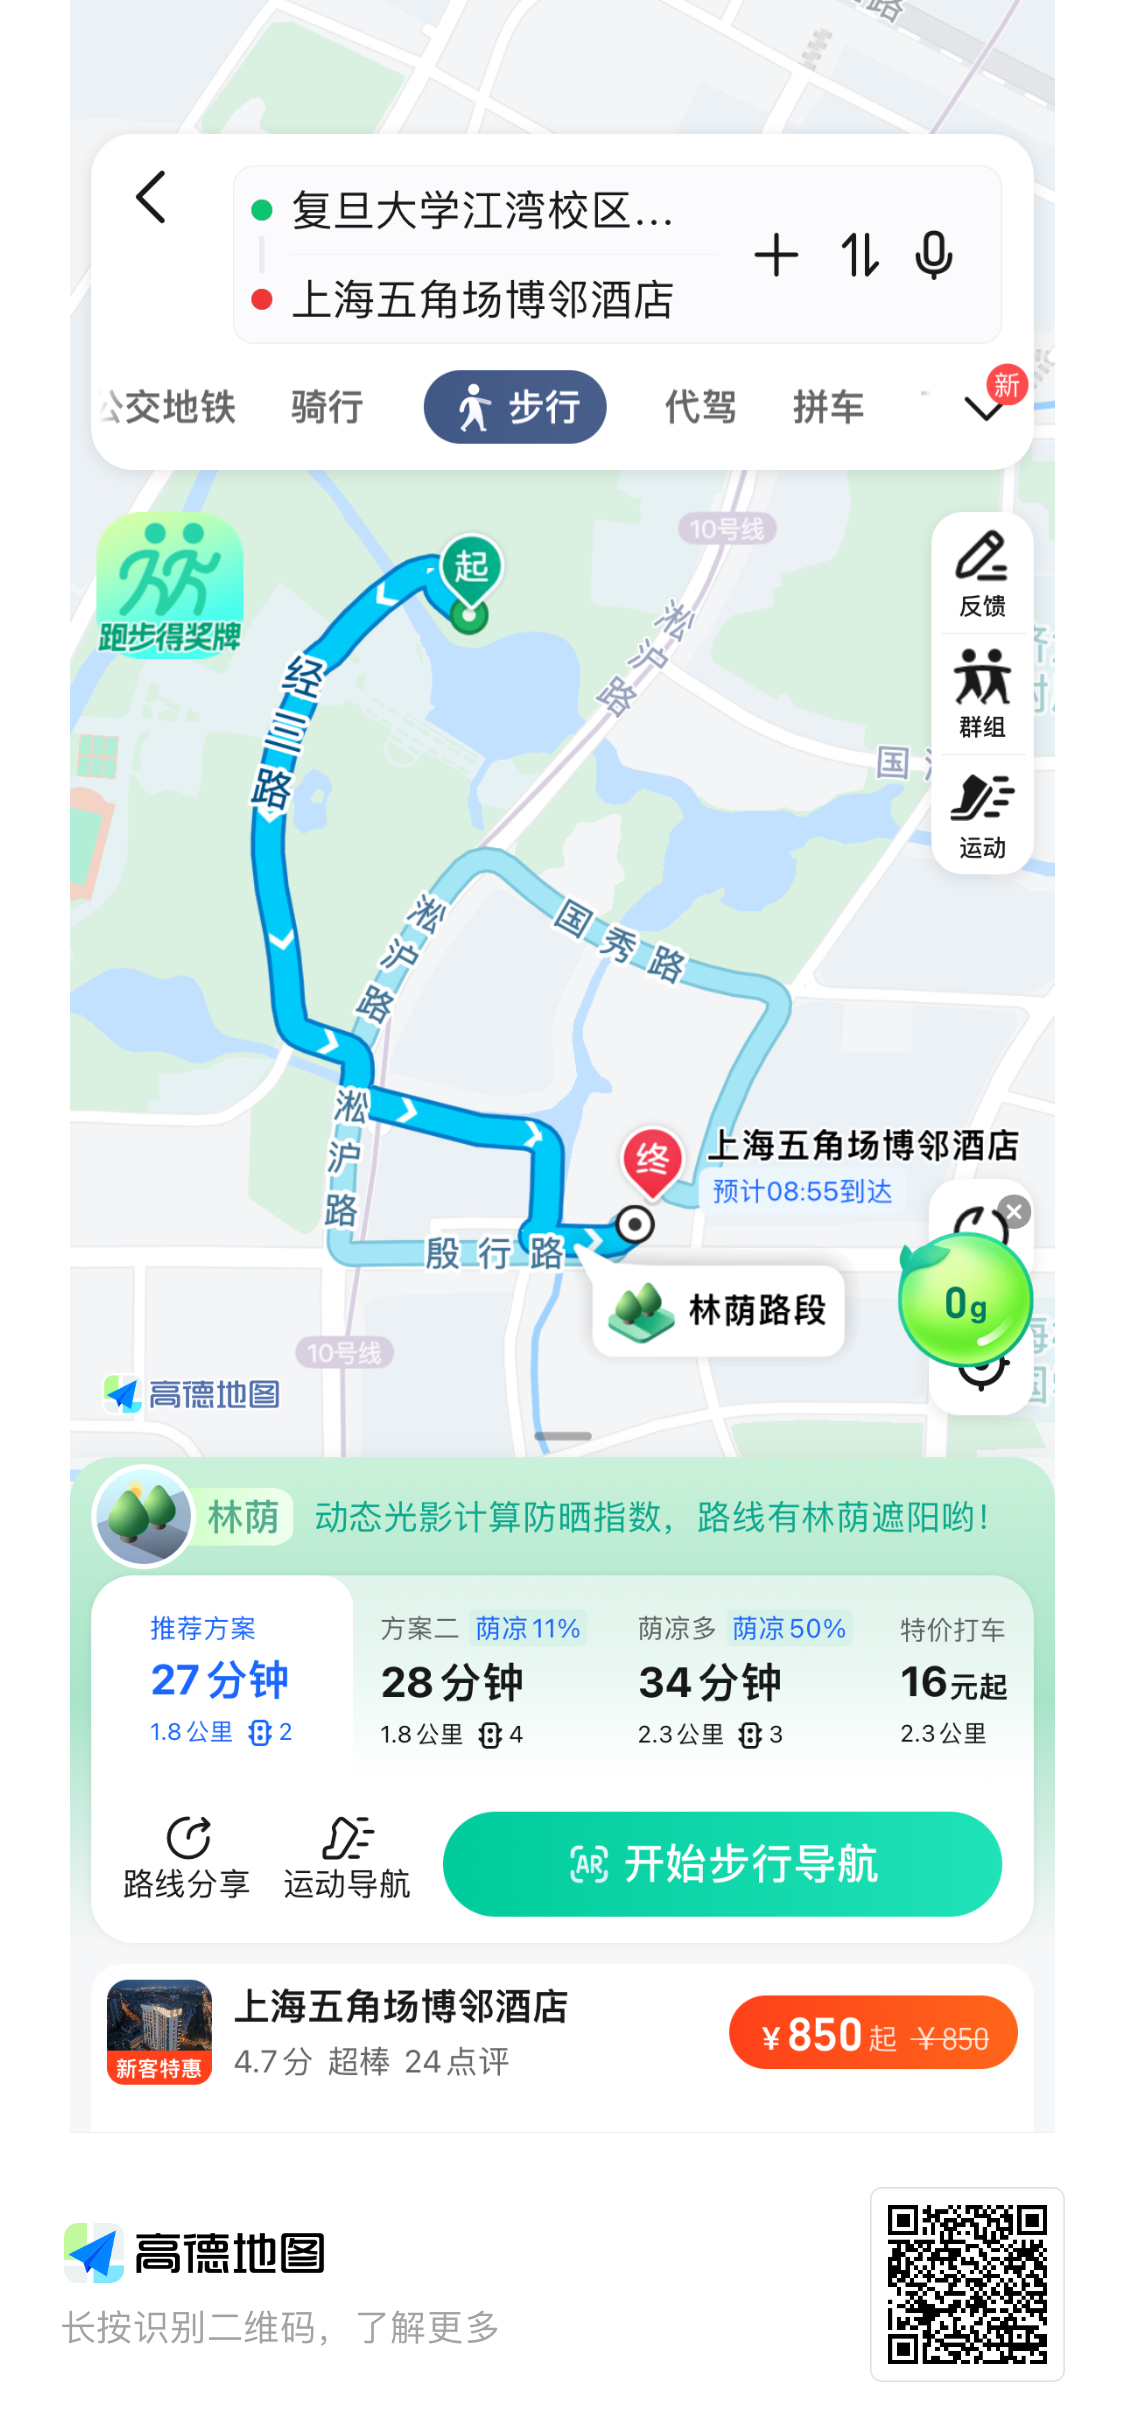 路
复旦大学江湾校区...
上海五角场博邻酒店
公交地铁
骑行
步行
代驾
拼车
新
跑步得奖牌
起
10号线
淞沪路
反馈
群组
运动
国
经三路
淞沪路
国秀路
淞沪路
殷行路
终
上海五角场博邻酒店
预计08:55到达
林荫路段
0g
10号线
高德地图
林荫
动态光影计算防晒指数，路线有林荫遮阳哟！
推荐方案
27分钟
1.8公里 2
方案二 荫凉11%
28分钟
1.8公里 4
荫凉多 荫凉50%
34分钟
2.3公里 3
特价打车
16元起
2.3公里
路线分享
运动导航
AR 开始步行导航
上海五角场博邻酒店
4.7分 超棒 24点评
新客特惠
¥850起 ¥850
高德地图
长按识别二维码，了解更多